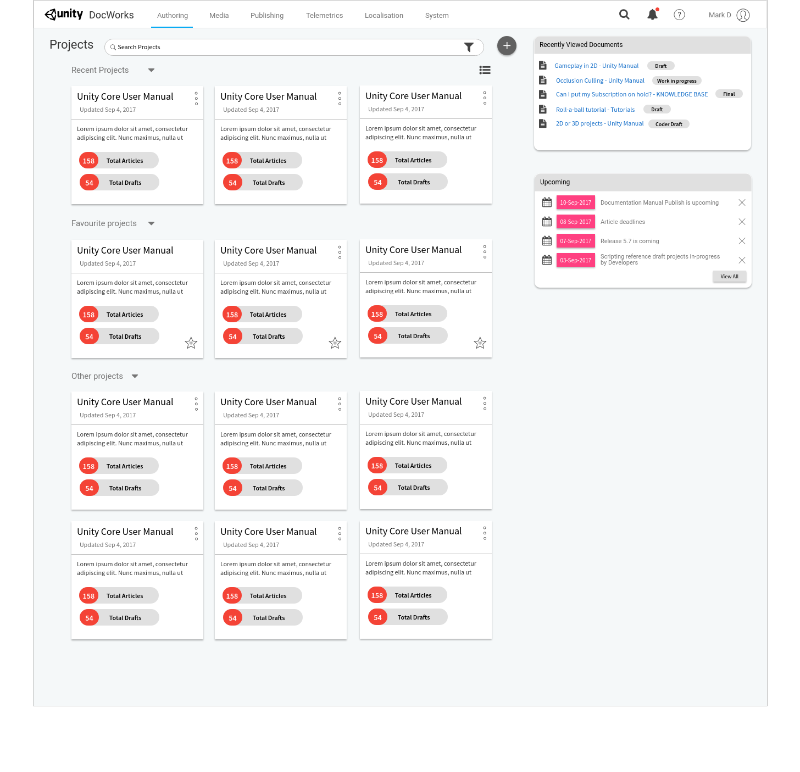 unity DocWorks Authoring Media Publishing Telemetrics Localisation System ? Mark D
Projects
Search Projects
+
Recent Projects
Unity Core User Manual
Updated Sep 4, 2017
Lorem ipsum dolor sit amet, consectetur
adipiscing elit. Nunc maximus, nulla ut
158 Total Articles
54 Total Drafts
Unity Core User Manual
Updated Sep 4, 2017
Lorem ipsum dolor sit amet, consectetur
adipiscing elit. Nunc maximus, nulla ut
158 Total Articles
54 Total Drafts
Unity Core User Manual
Updated Sep 4, 2017
Lorem ipsum dolor sit amet, consectetur
adipiscing elit. Nunc maximus, nulla ut
158 Total Articles
54 Total Drafts
Favourite projects
Unity Core User Manual
Updated Sep 4, 2017
Lorem ipsum dolor sit amet, consectetur
adipiscing elit. Nunc maximus, nulla ut
158 Total Articles
54 Total Drafts
Unity Core User Manual
Updated Sep 4, 2017
Lorem ipsum dolor sit amet, consectetur
adipiscing elit. Nunc maximus, nulla ut
158 Total Articles
54 Total Drafts
Unity Core User Manual
Updated Sep 4, 2017
Lorem ipsum dolor sit amet, consectetur
adipiscing elit. Nunc maximus, nulla ut
158 Total Articles
54 Total Drafts
Other projects
Unity Core User Manual
Updated Sep 4, 2017
Lorem ipsum dolor sit amet, consectetur
adipiscing elit. Nunc maximus, nulla ut
158 Total Articles
54 Total Drafts
Unity Core User Manual
Updated Sep 4, 2017
Lorem ipsum dolor sit amet, consectetur
adipiscing elit. Nunc maximus, nulla ut
158 Total Articles
54 Total Drafts
Unity Core User Manual
Updated Sep 4, 2017
Lorem ipsum dolor sit amet, consectetur
adipiscing elit. Nunc maximus, nulla ut
158 Total Articles
54 Total Drafts
Unity Core User Manual
Updated Sep 4, 2017
Lorem ipsum dolor sit amet, consectetur
adipiscing elit. Nunc maximus, nulla ut
158 Total Articles
54 Total Drafts
Unity Core User Manual
Updated Sep 4, 2017
Lorem ipsum dolor sit amet, consectetur
adipiscing elit. Nunc maximus, nulla ut
158 Total Articles
54 Total Drafts
Unity Core User Manual
Updated Sep 4, 2017
Lorem ipsum dolor sit amet, consectetur
adipiscing elit. Nunc maximus, nulla ut
158 Total Articles
54 Total Drafts
Recently Viewed Documents
Gameplay in 2D - Unity Manual Draft
Occlusion Culling - Unity Manual Work in progress
Can I put my Subscription on hold? - KNOWLEDGE BASE Final
Roll-a-ball tutorial - Tutorials Draft
2D or 3D projects - Unity Manual Coder Draft
Upcoming
10-Sep-2017 Documentation Manual Publish is upcoming
08-Sep-2017 Article deadlines
07-Sep-2017 Release 5.7 is coming
03-Sep-2017 Scripting reference draft projects in-progress
by Developers
View All